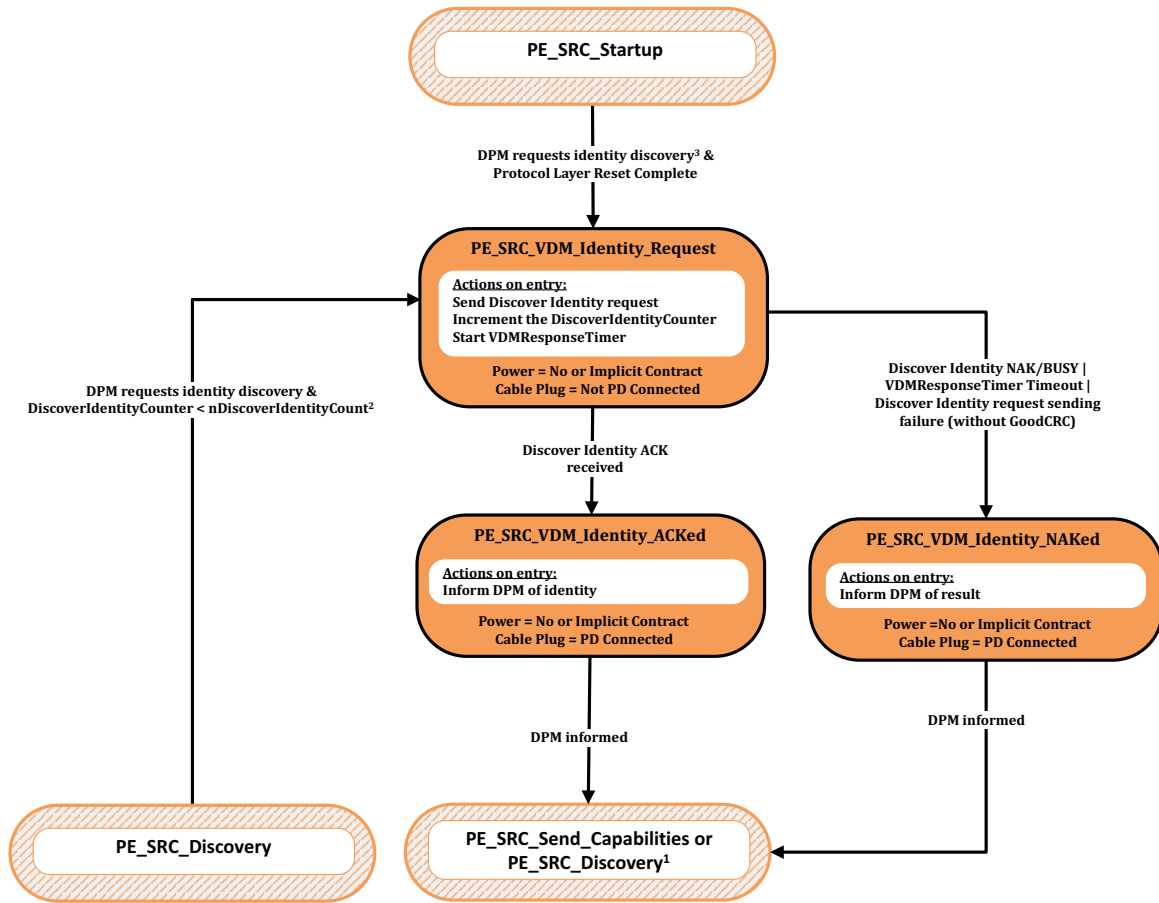 PE_SRC_Startup
DPM requests identity discovery³ &
Protocol Layer Reset Complete
PE_SRC_VDM_Identity_Request
Actions on entry:
Send Discover Identity request
Increment the DiscoverIdentityCounter
Start VDMResponseTimer
Power = No or Implicit Contract
Cable Plug = Not PD Connected
DPM requests identity discovery &
DiscoverIdentityCounter < nDiscoverIdentityCount²
Discover Identity NAK/BUSY |
VDMResponseTimer Timeout |
Discover Identity request sending
failure (without GoodCRC)
Discover Identity ACK
received
PE_SRC_VDM_Identity_ACKed
Actions on entry:
Inform DPM of identity
Power = No or Implicit Contract
Cable Plug = PD Connected
PE_SRC_VDM_Identity_NAKed
Actions on entry:
Inform DPM of result
Power =No or Implicit Contract
Cable Plug = PD Connected
DPM informed
DPM informed
PE_SRC_Discovery
PE_SRC_Send_Capabilities or
PE_SRC_Discovery¹